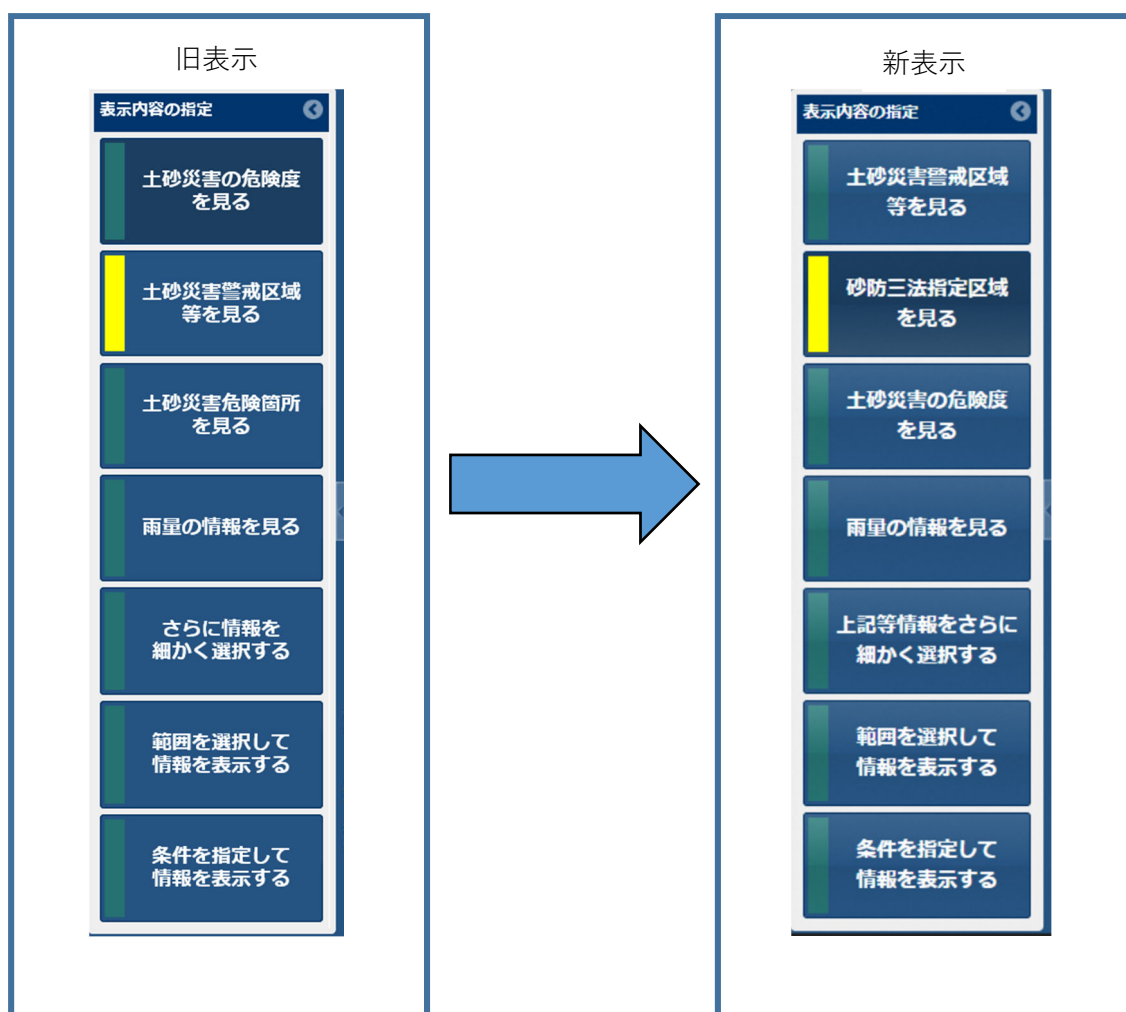 旧表示
表示内容の指定
土砂災害の危険度
を見る
土砂災害警戒区域
等を見る
土砂災害危険箇所
を見る
雨量の情報を見る
さらに情報を
細かく選択する
範囲を選択して
情報を表示する
条件を指定して
情報を表示する
新表示
表示内容の指定
土砂災害警戒区域
等を見る
砂防三法指定区域
を見る
土砂災害の危険度
を見る
雨量の情報を見る
上記等情報をさらに
細かく選択する
範囲を選択して
情報を表示する
条件を指定して
情報を表示する